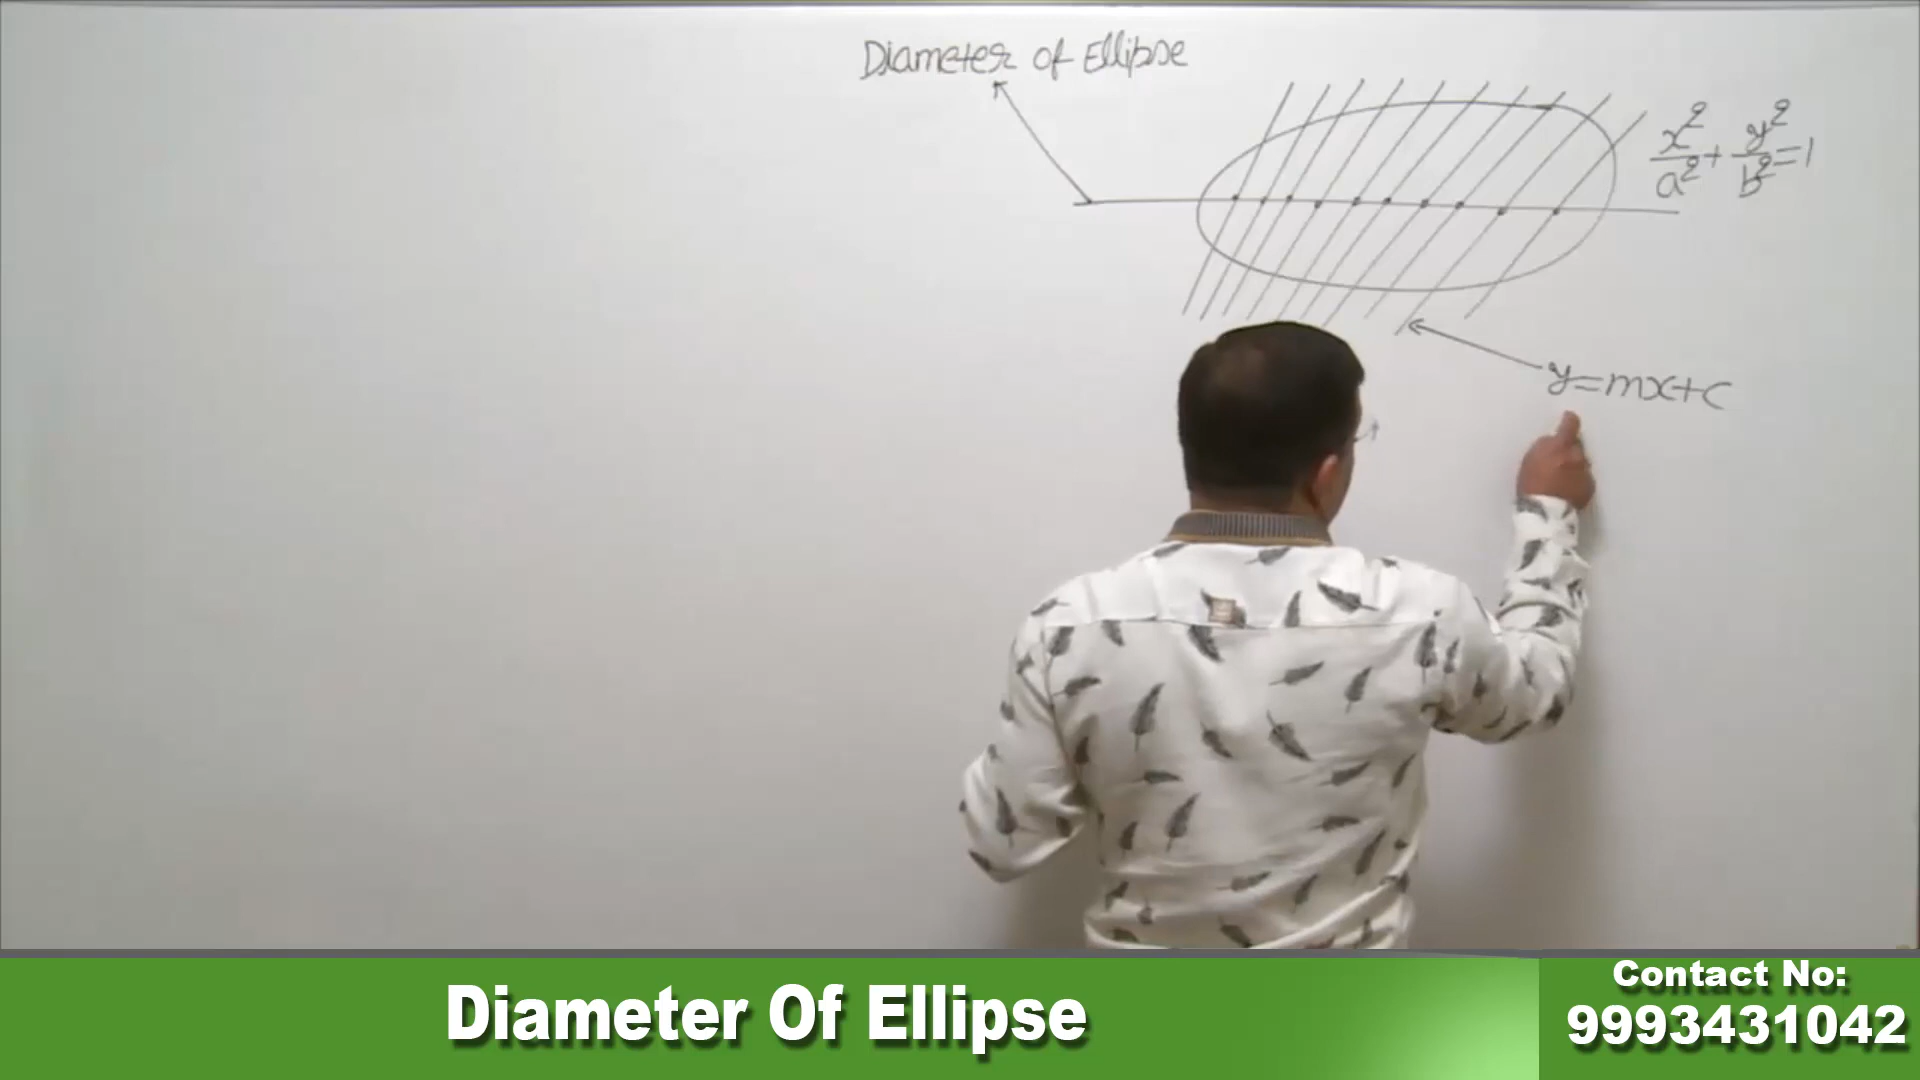 Diameter of Ellipse
x²/a² + y²/b² = 1
y=mx+c
Diameter Of Ellipse
Contact No:
9993431042